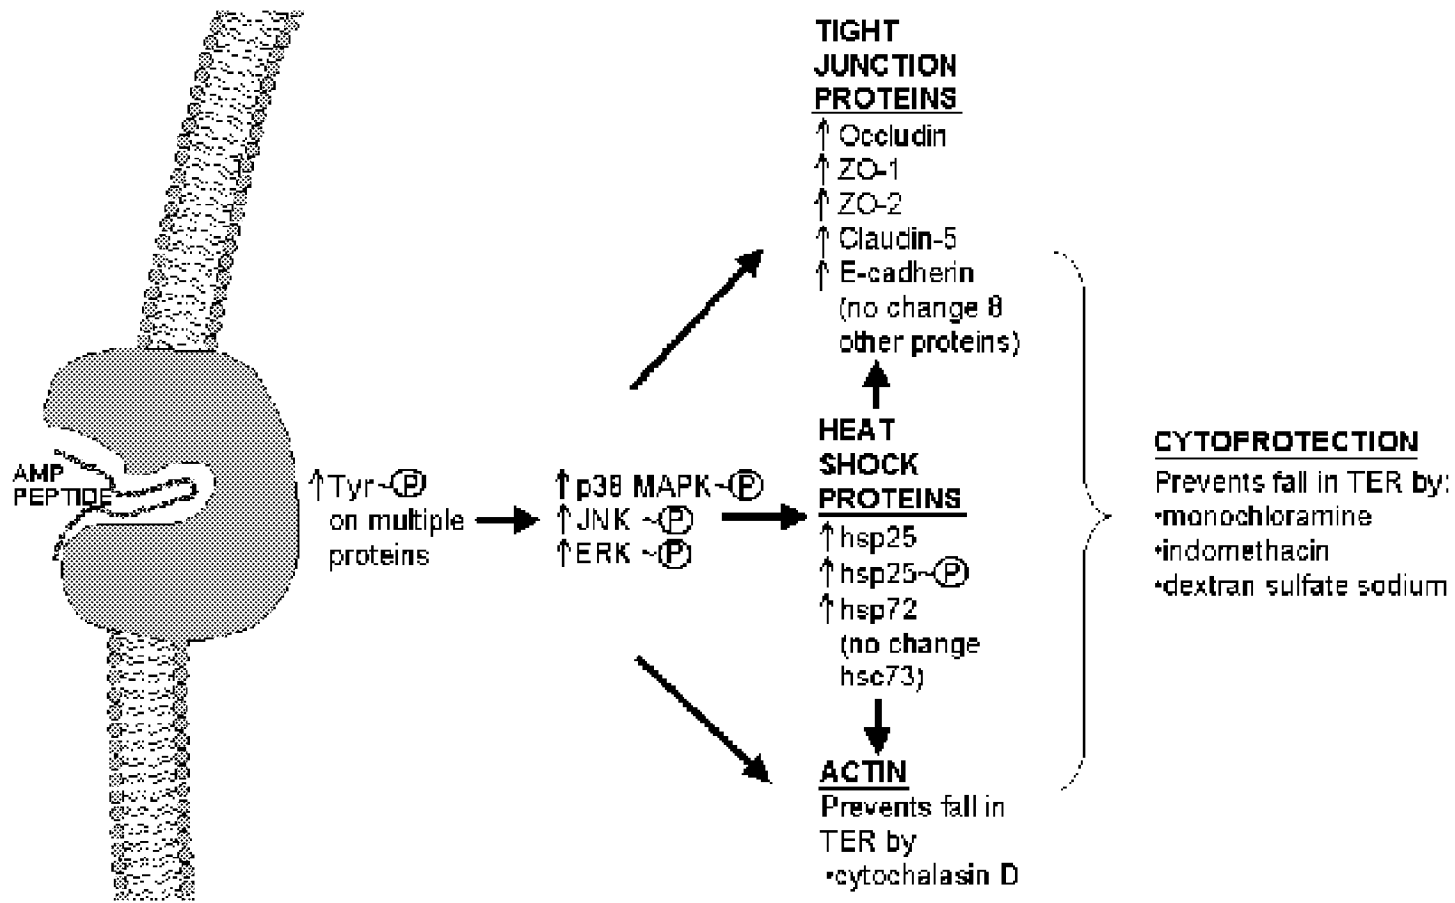 AMP
PEPTIDE
↑Tyr~Ⓟ
on multiple
proteins
↑p38 MAPK~Ⓟ
↑JNK ~Ⓟ
↑ERK ~Ⓟ
TIGHT
JUNCTION
PROTEINS
↑Occludin
↑ZO-1
↑ZO-2
↑Claudin-5
↑E-cadherin
(no change 8
other proteins)
HEAT
SHOCK
PROTEINS
↑hsp25
↑hsp25~Ⓟ
↑hsp72
(no change
hsc73)
ACTIN
Prevents fall in
TER by
•cytochalasin D
CYTOPROTECTION
Prevents fall in TER by:
•monochloramine
•indomethacin
•dextran sulfate sodium